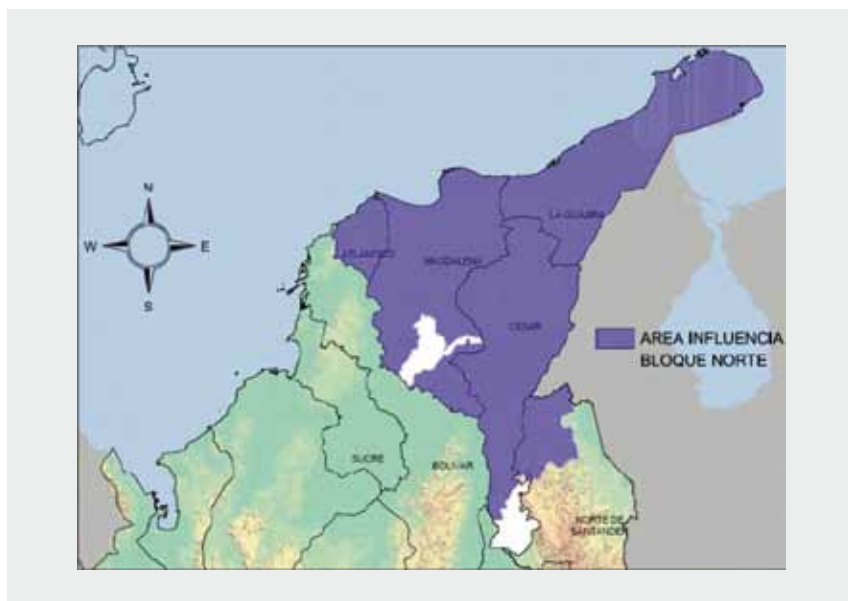 N
W E
S
ATLANTICO
MAGDALENA
LA GUAJIRA
CESAR
AREA INFLUENCIA
BLOQUE NORTE
SUCRE
BOLIVAR
NORTE DE
SANTANDER